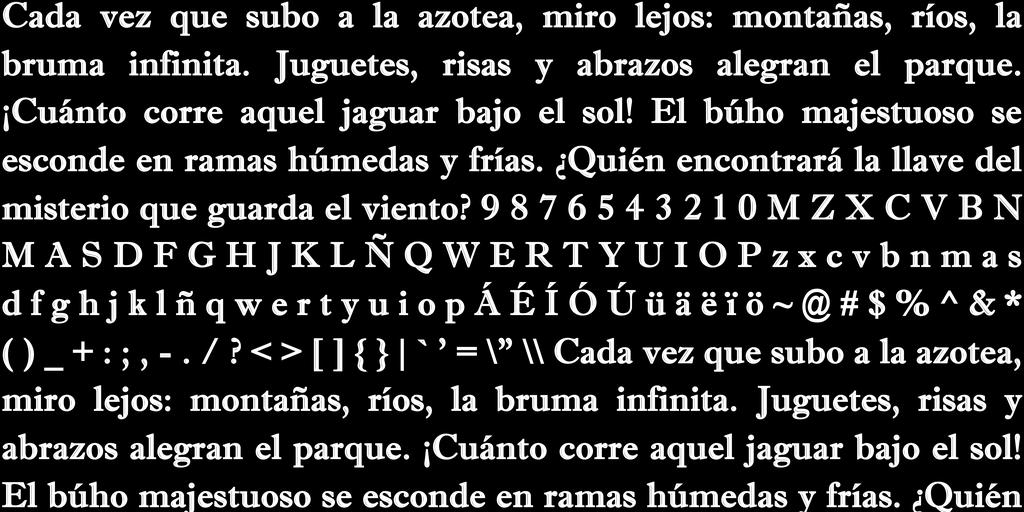 Cada vez que subo a la azotea, miro lejos: montañas, ríos, la
bruma infinita. Juguetes, risas y abrazos alegran el parque.
¡Cuánto corre aquel jaguar bajo el sol! El búho majestuoso se
esconde en ramas húmedas y frías. ¿Quién encontrará la llave del
misterio que guarda el viento? 9 8 7 6 5 4 3 2 1 0 M Z X C V B N
M A S D F G H J K L Ñ Q W E R T Y U I O P z x c v b n m a s
d f g h j k l ñ q w e r t y u i o p Á É Í Ó Ú ü ä ë ï ö ~ @ # $ % ^ & *
( ) _ + : ; , - . / ? < > [ ] { } | ` ’ = \” \\ Cada vez que subo a la azotea,
miro lejos: montañas, ríos, la bruma infinita. Juguetes, risas y
abrazos alegran el parque. ¡Cuánto corre aquel jaguar bajo el sol!
El búho majestuoso se esconde en ramas húmedas y frías. ¿Quién